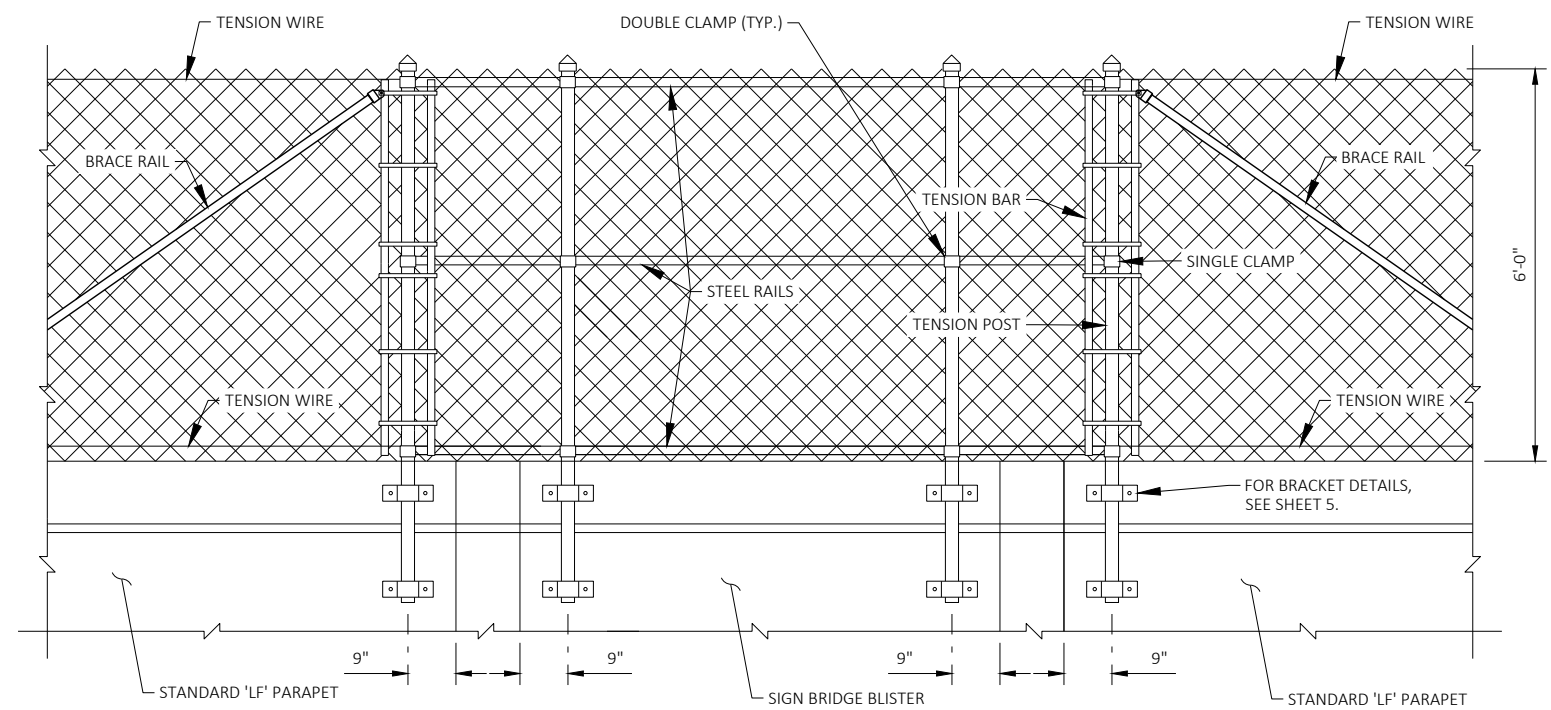 TENSION WIRE
DOUBLE CLAMP (TYP.)
TENSION WIRE
BRACE RAIL
BRACE RAIL
TENSION BAR
SINGLE CLAMP
6'-0"
STEEL RAILS
TENSION POST
TENSION WIRE
TENSION WIRE
FOR BRACKET DETAILS,
SEE SHEET 5.
9"
9"
9"
9"
STANDARD 'LF' PARAPET
SIGN BRIDGE BLISTER
STANDARD 'LF' PARAPET